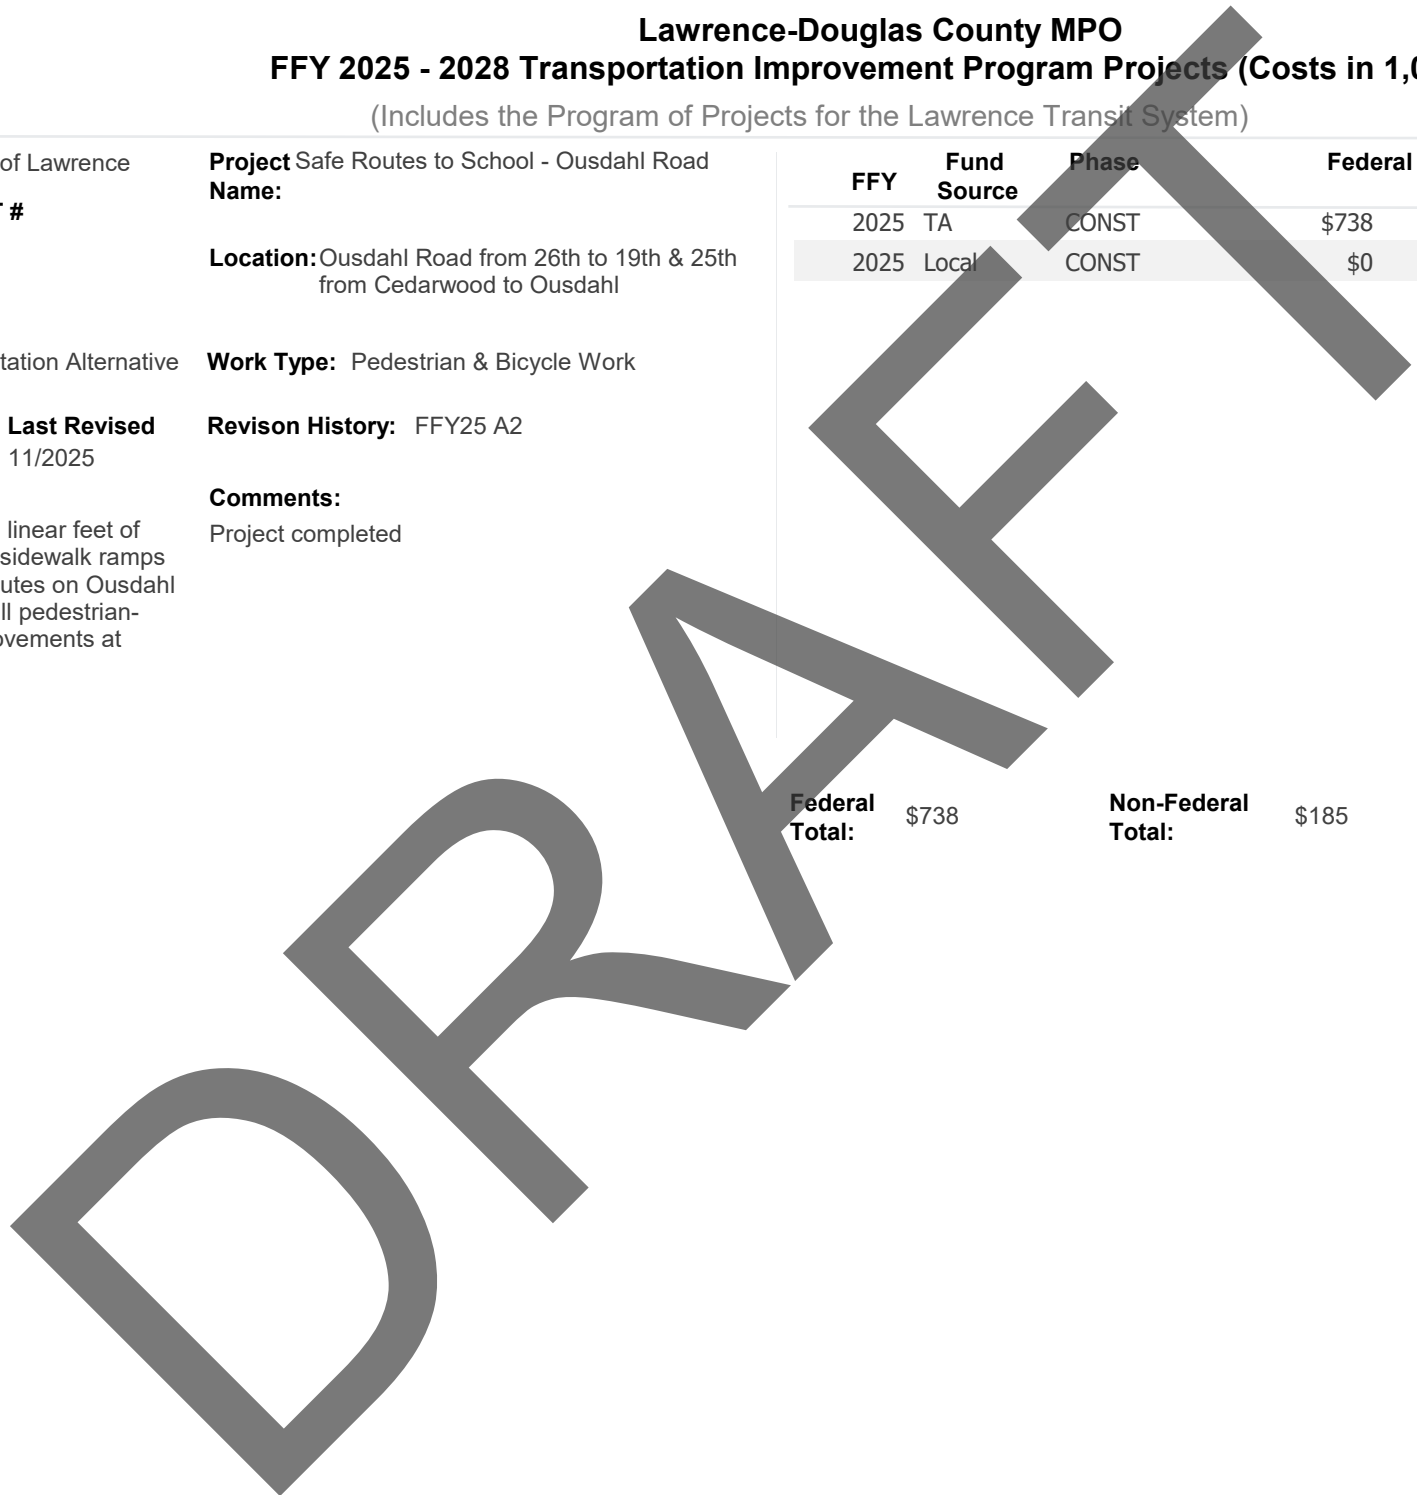 Lawrence-Douglas County MPO
FFY 2025 - 2028 Transportation Improvement Program Projects (Costs in 1,0
(Includes the Program of Projects for the Lawrence Transit System)
of Lawrence
#
tation Alternative
Last Revised
11/2025
linear feet of
sidewalk ramps
utes on Ousdahl
ll pedestrian-
ovements at
Project Safe Routes to School - Ousdahl Road
Name:
Location: Ousdahl Road from 26th to 19th & 25th
from Cedarwood to Ousdahl
Work Type: Pedestrian & Bicycle Work
Revison History: FFY25 A2
Comments:
Project completed
FFY Fund Source Phase Federal
2025 TA CONST $738
2025 Local CONST $0
Federal Total: $738 Non-Federal Total: $185
DRAFT